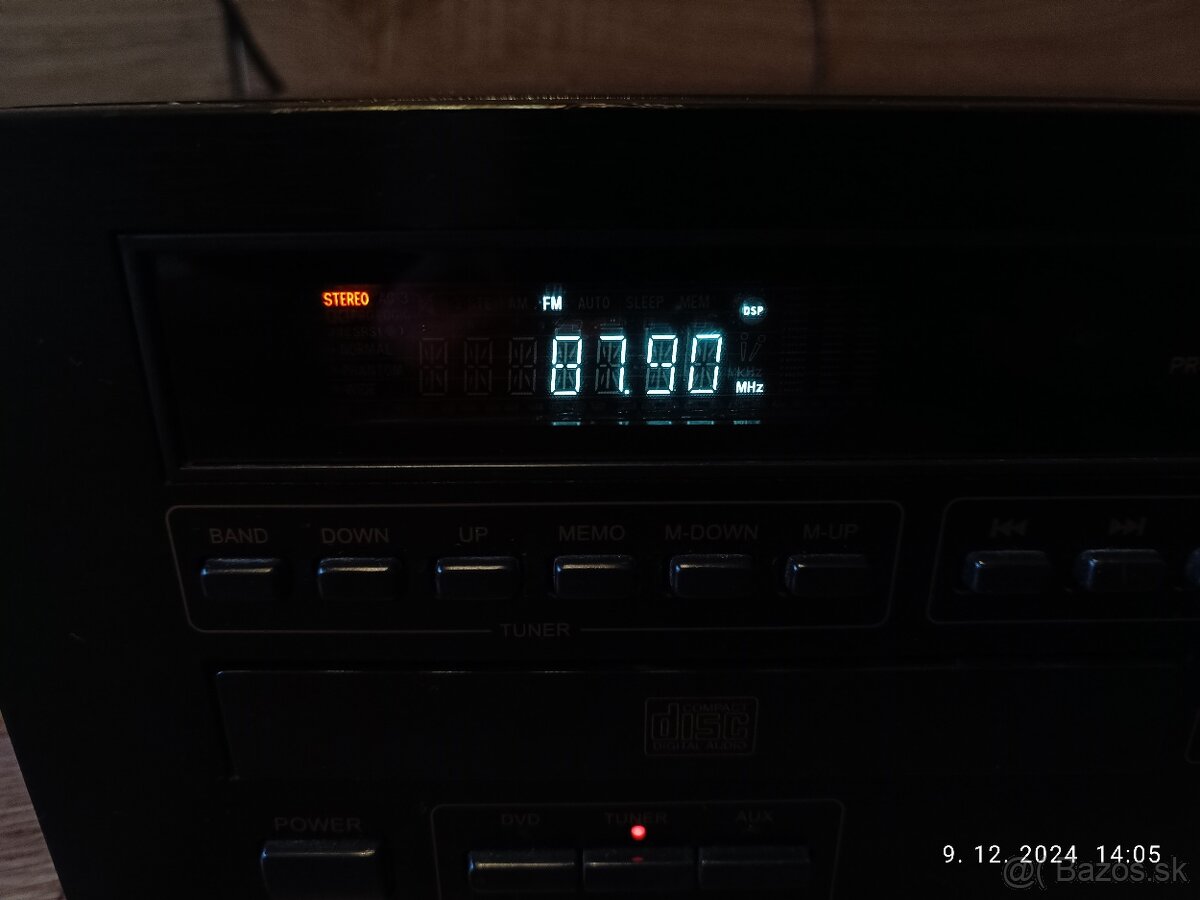 STEREO
FM AUTO SLEEP MEM
DSP
87.90
kHz
MHz
BAND DOWN UP MEMO M-DOWN M-UP
TUNER
COMPACT
disc
DIGITAL AUDIO
POWER
DVD TUNER AUX
9. 12. 2024 14:05
Bazos.sk